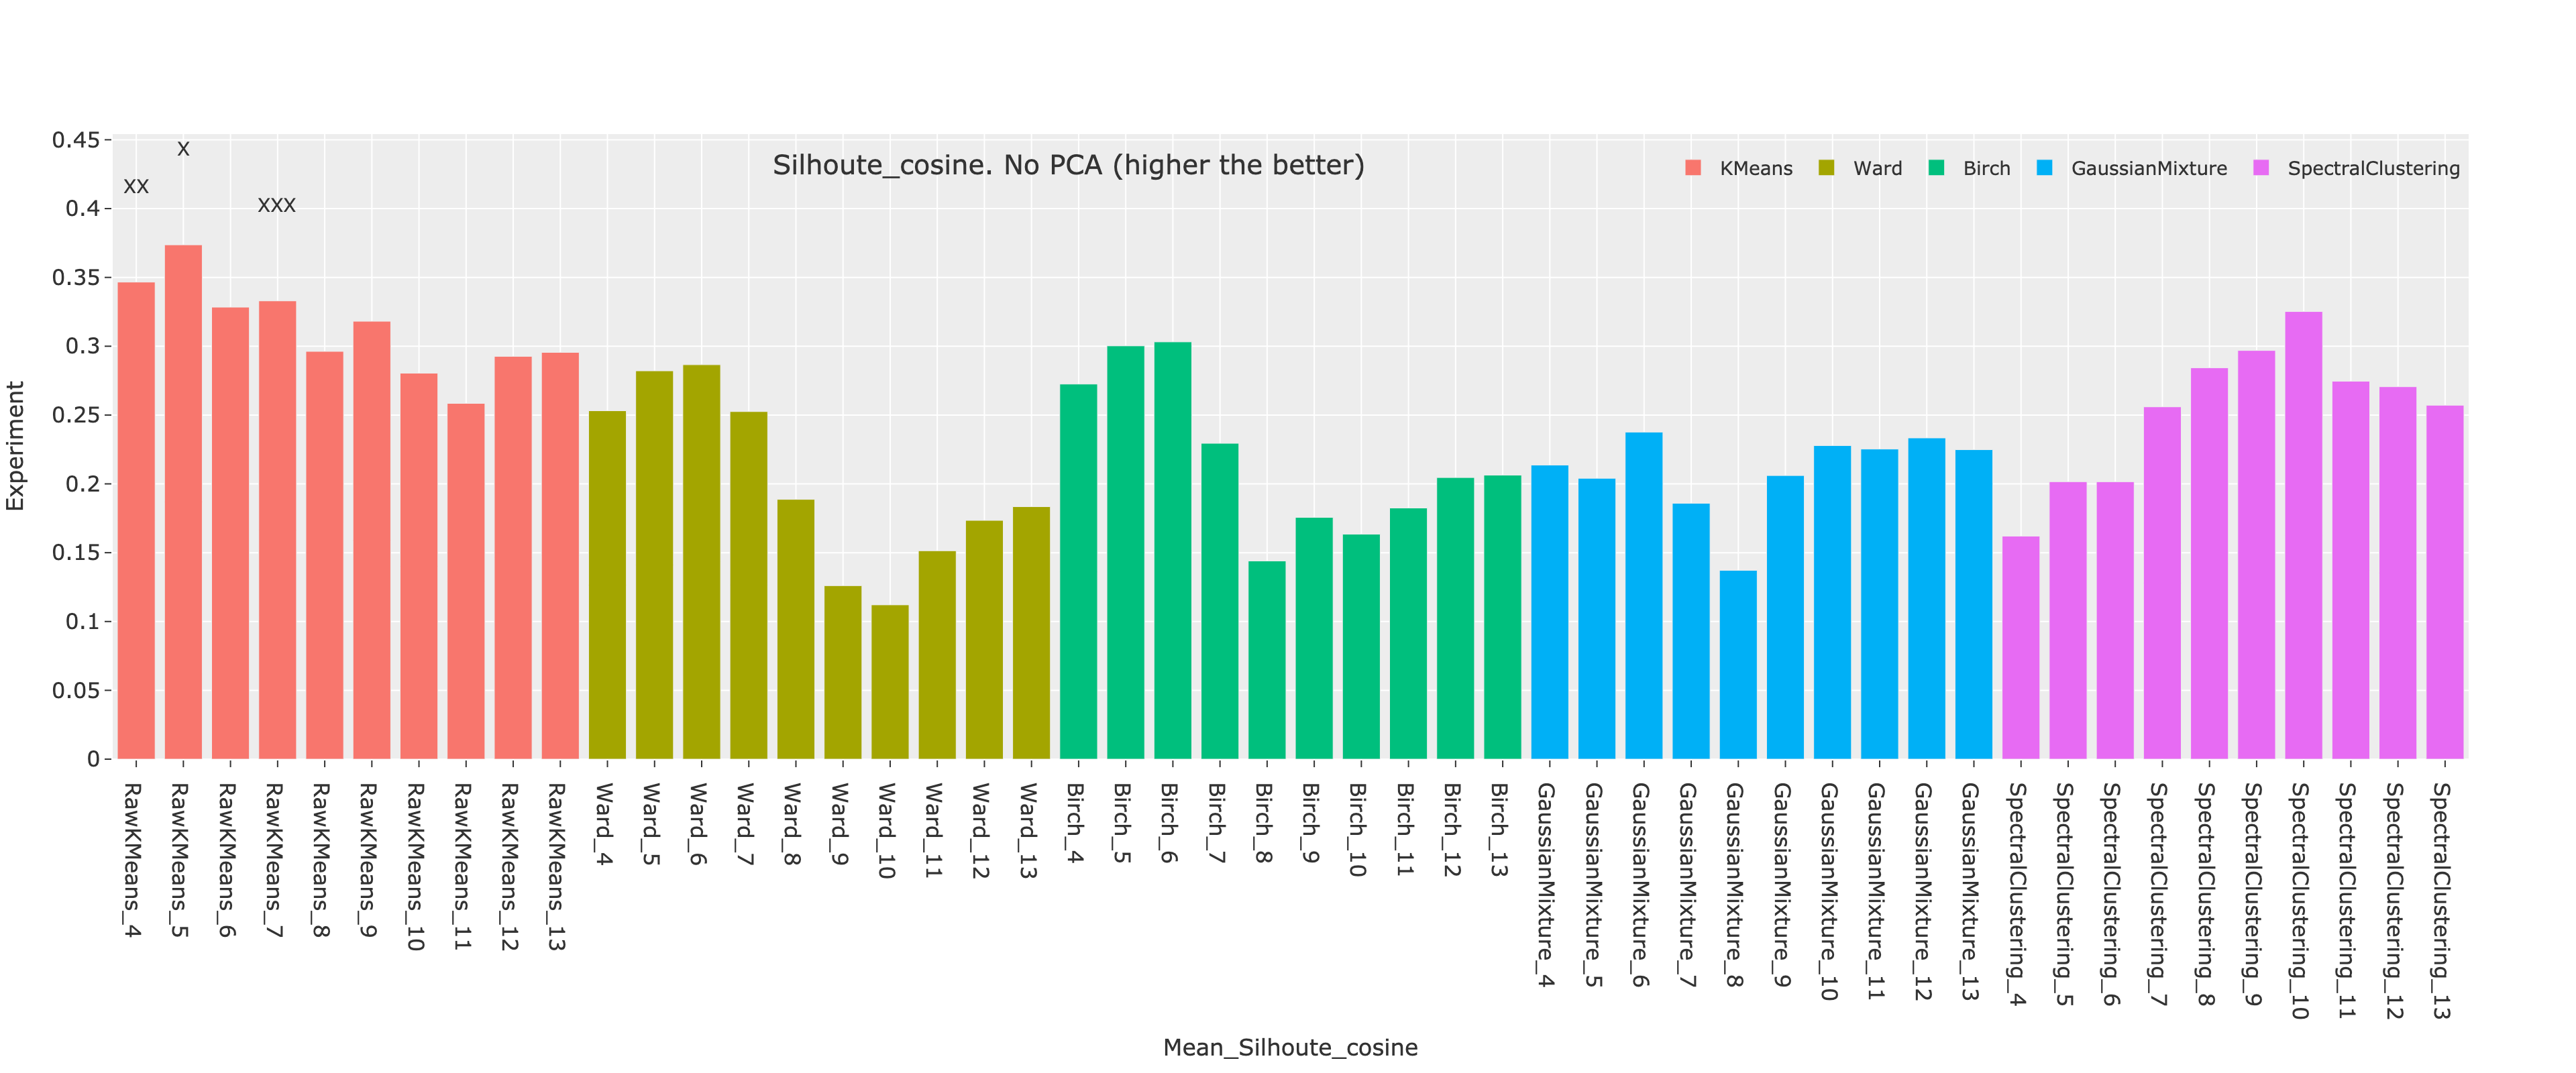 Silhoute_cosine. No PCA (higher the better)
KMeans
Ward
Birch
GaussianMixture
SpectralClustering
X
XX
XXX
Experiment
0.45
0.4
0.35
0.3
0.25
0.2
0.15
0.1
0.05
0
RawKMeans_4
RawKMeans_5
RawKMeans_6
RawKMeans_7
RawKMeans_8
RawKMeans_9
RawKMeans_10
RawKMeans_11
RawKMeans_12
RawKMeans_13
Ward_4
Ward_5
Ward_6
Ward_7
Ward_8
Ward_9
Ward_10
Ward_11
Ward_12
Ward_13
Birch_4
Birch_5
Birch_6
Birch_7
Birch_8
Birch_9
Birch_10
Birch_11
Birch_12
Birch_13
GaussianMixture_4
GaussianMixture_5
GaussianMixture_6
GaussianMixture_7
GaussianMixture_8
GaussianMixture_9
GaussianMixture_10
GaussianMixture_11
GaussianMixture_12
GaussianMixture_13
SpectralClustering_4
SpectralClustering_5
SpectralClustering_6
SpectralClustering_7
SpectralClustering_8
SpectralClustering_9
SpectralClustering_10
SpectralClustering_11
SpectralClustering_12
SpectralClustering_13
Mean_Silhoute_cosine